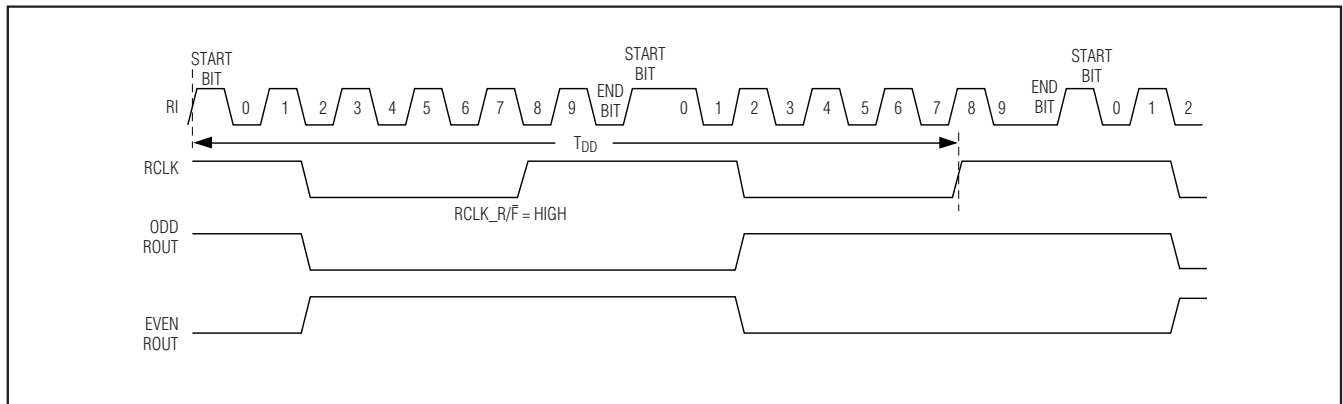 START
BIT
RI 0 1 2 3 4 5 6 7 8 9
END
BIT
START
BIT
0 1 2 3 4 5 6 7 8 9
END
BIT
START
BIT
0 1 2
TDD
RCLK
RCLK_R/F̅ = HIGH
ODD
ROUT
EVEN
ROUT